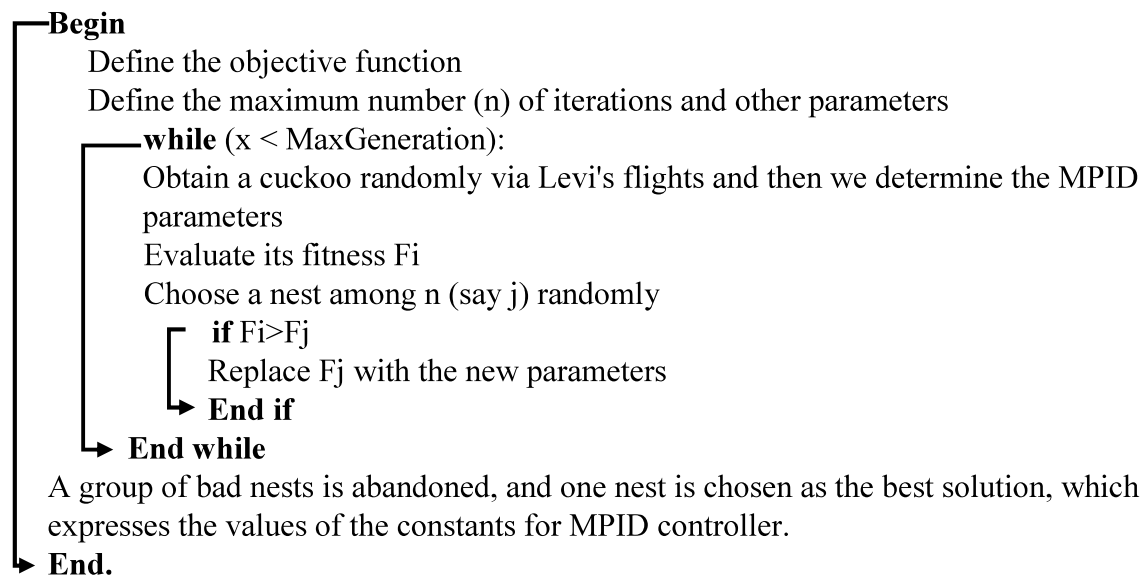 Begin
Define the objective function
Define the maximum number (n) of iterations and other parameters
while (x < MaxGeneration):
Obtain a cuckoo randomly via Levi's flights and then we determine the MPID
parameters
Evaluate its fitness Fi
Choose a nest among n (say j) randomly
if Fi>Fj
Replace Fj with the new parameters
End if
End while
A group of bad nests is abandoned, and one nest is chosen as the best solution, which
expresses the values of the constants for MPID controller.
End.